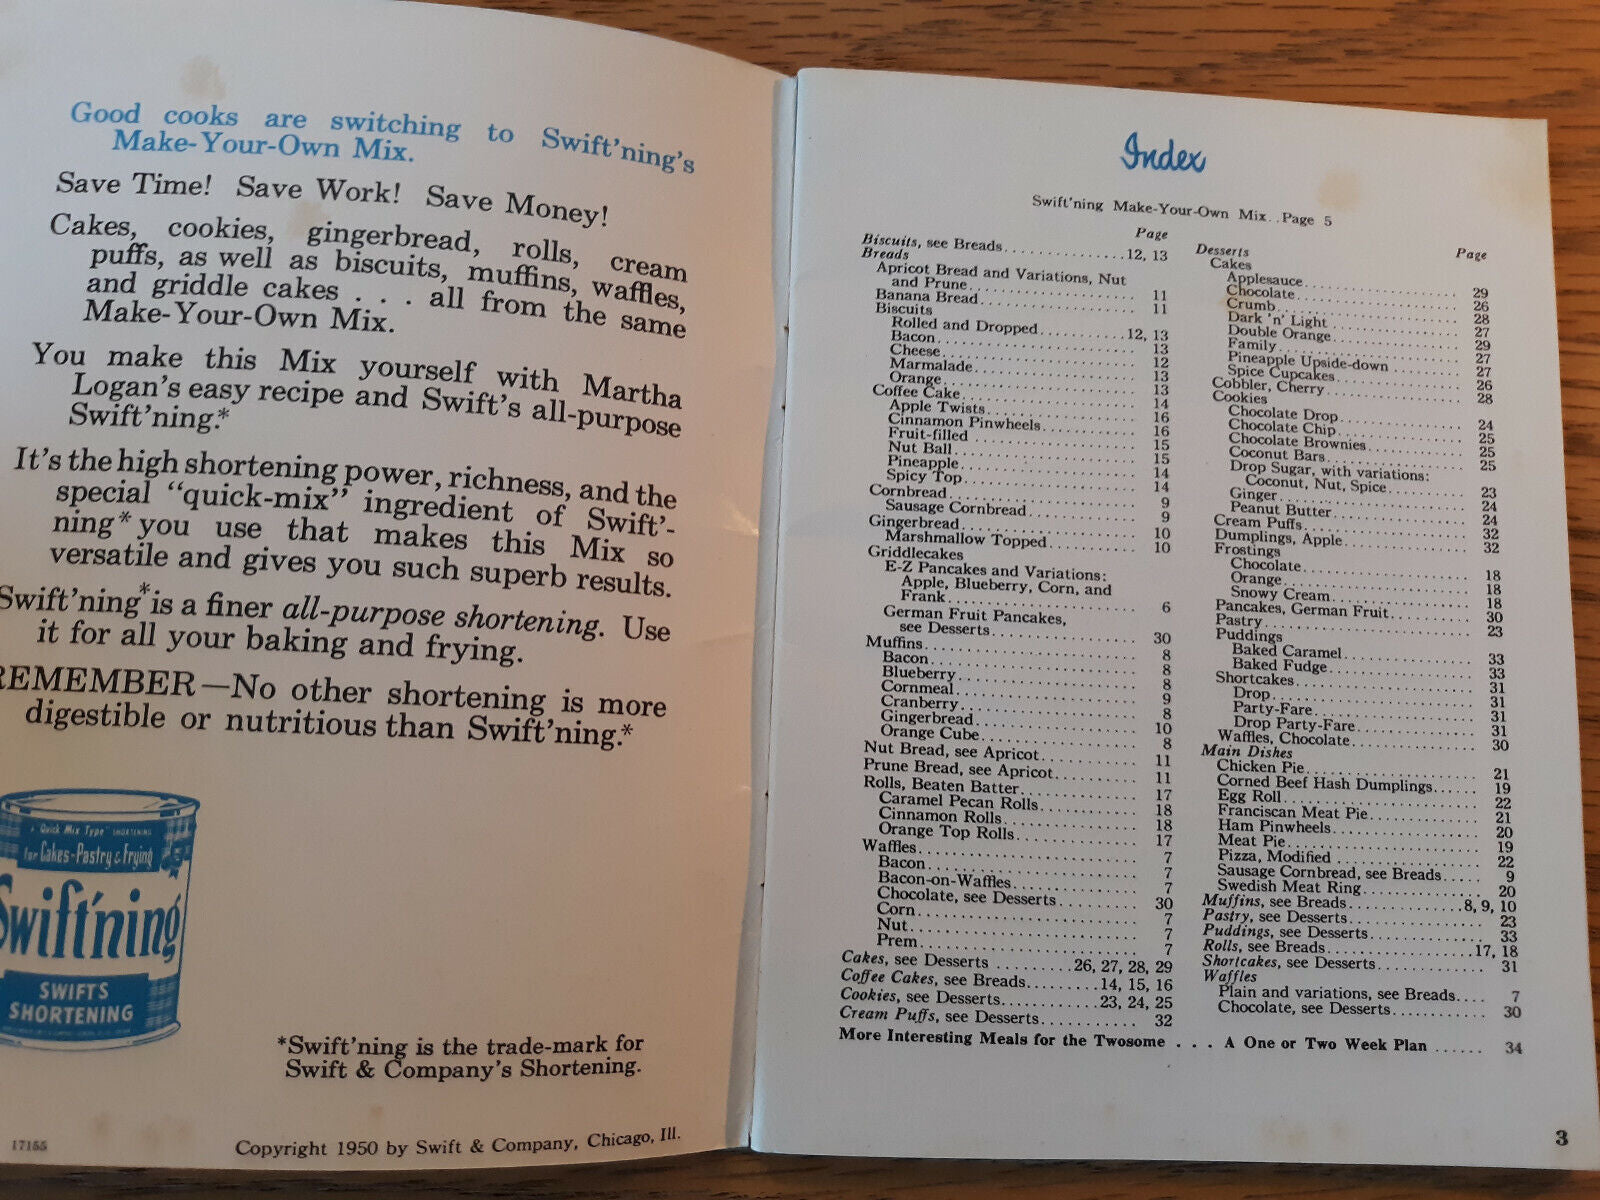 Good cooks are switching to Swift'ning's
Make-Your-Own Mix.
Save Time! Save Work! Save Money!
Cakes, cookies, gingerbread, rolls, cream
puffs, as well as biscuits, muffins, waffles,
and griddle cakes . . . all from the same
Make-Your-Own Mix.
You make this Mix yourself with Martha
Logan's easy recipe and Swift's all-purpose
Swift'ning.*
It's the high shortening power, richness, and the
special "quick-mix" ingredient of Swift'-
ning* you use that makes this Mix so
versatile and gives you such superb results.
Swift'ning* is a finer all-purpose shortening. Use
it for all your baking and frying.
REMEMBER—No other shortening is more
digestible or nutritious than Swift'ning.*
A Quick Mix Type SHORTENING
for Cakes-Pastry & Frying
Swift'ning
SWIFT'S
SHORTENING
*Swift'ning is the trade-mark for
Swift & Company's Shortening.
17155
Copyright 1950 by Swift & Company, Chicago, Ill.
Index
Swift'ning Make-Your-Own Mix. .Page 5
Page
Biscuits, see Breads. . . . . 12, 13
Breads
Apricot Bread and Variations, Nut
and Prune. . . . . 11
Banana Bread. . . . . 11
Biscuits
Rolled and Dropped. . . . . 12, 13
Bacon. . . . . 13
Cheese. . . . . 12
Marmalade. . . . . 13
Orange. . . . . 13
Coffee Cake. . . . . 14
Apple Twists. . . . . 16
Cinnamon Pinwheels. . . . . 16
Fruit-filled . . . . . 15
Nut Ball. . . . . 15
Pineapple. . . . . 14
Spicy Top. . . . . 14
Cornbread. . . . . 9
Sausage Cornbread. . . . . 9
Gingerbread. . . . . 10
Marshmallow Topped. . . . . 10
Griddlecakes
E-Z Pancakes and Variations:
Apple, Blueberry, Corn, and
Frank. . . . . 6
German Fruit Pancakes,
see Desserts. . . . . 30
Muffins. . . . . 8
Bacon. . . . . 8
Blueberry. . . . . 8
Cornmeal. . . . . 9
Cranberry. . . . . 8
Gingerbread. . . . . 10
Orange Cube. . . . . 8
Nut Bread, see Apricot. . . . . 11
Prune Bread, see Apricot. . . . . 11
Rolls, Beaten Batter. . . . . 17
Caramel Pecan Rolls. . . . . 18
Cinnamon Rolls. . . . . 18
Orange Top Rolls. . . . . 17
Waffles. . . . . 7
Bacon. . . . . 7
Bacon-on-Waffles. . . . . 7
Chocolate, see Desserts. . . . . 30
Corn. . . . . 7
Nut. . . . . 7
Prem. . . . . 7
Cakes, see Desserts . . . . . 26, 27, 28, 29
Coffee Cakes, see Breads. . . . . 14, 15, 16
Cookies, see Desserts. . . . . 23, 24, 25
Cream Puffs, see Desserts. . . . . 32
Page
Desserts
Cakes
Applesauce. . . . . 29
Chocolate. . . . . 26
Crumb. . . . . 28
Dark 'n' Light . . . . . 27
Double Orange. . . . . 29
Family. . . . . 27
Pineapple Upside-down . . . . . 27
Spice Cupcakes. . . . . 26
Cobbler, Cherry. . . . . 28
Cookies
Chocolate Drop. . . . . 24
Chocolate Chip. . . . . 25
Chocolate Brownies. . . . . 25
Coconut Bars. . . . . 25
Drop Sugar, with variations:
Coconut, Nut, Spice. . . . . 23
Ginger. . . . . 24
Peanut Butter. . . . . 24
Cream Puffs. . . . . 32
Dumplings, Apple. . . . . 32
Frostings
Chocolate. . . . . 18
Orange. . . . . 18
Snowy Cream. . . . . 18
Pancakes, German Fruit. . . . . 30
Pastry. . . . . 23
Puddings
Baked Caramel. . . . . 33
Baked Fudge. . . . . 33
Shortcakes. . . . . 31
Drop. . . . . 31
Party-Fare. . . . . 31
Drop Party-Fare. . . . . 31
Waffles, Chocolate. . . . . 30
Main Dishes
Chicken Pie. . . . . 21
Corned Beef Hash Dumplings. . . . . 19
Egg Roll. . . . . 22
Franciscan Meat Pie. . . . . 21
Ham Pinwheels. . . . . 20
Meat Pie. . . . . 19
Pizza, Modified . . . . . 22
Sausage Cornbread, see Breads. . . . . 9
Swedish Meat Ring. . . . . 20
Muffins, see Breads. . . . . 8, 9, 10
Pastry, see Desserts. . . . . 23
Puddings, see Desserts. . . . . 33
Rolls, see Breads. . . . . 17, 18
Shortcakes, see Desserts. . . . . 31
Waffles
Plain and variations, see Breads. . . . 7
Chocolate, see Desserts. . . . . 30
More Interesting Meals for the Twosome . . . A One or Two Week Plan . . . . . . 34
3